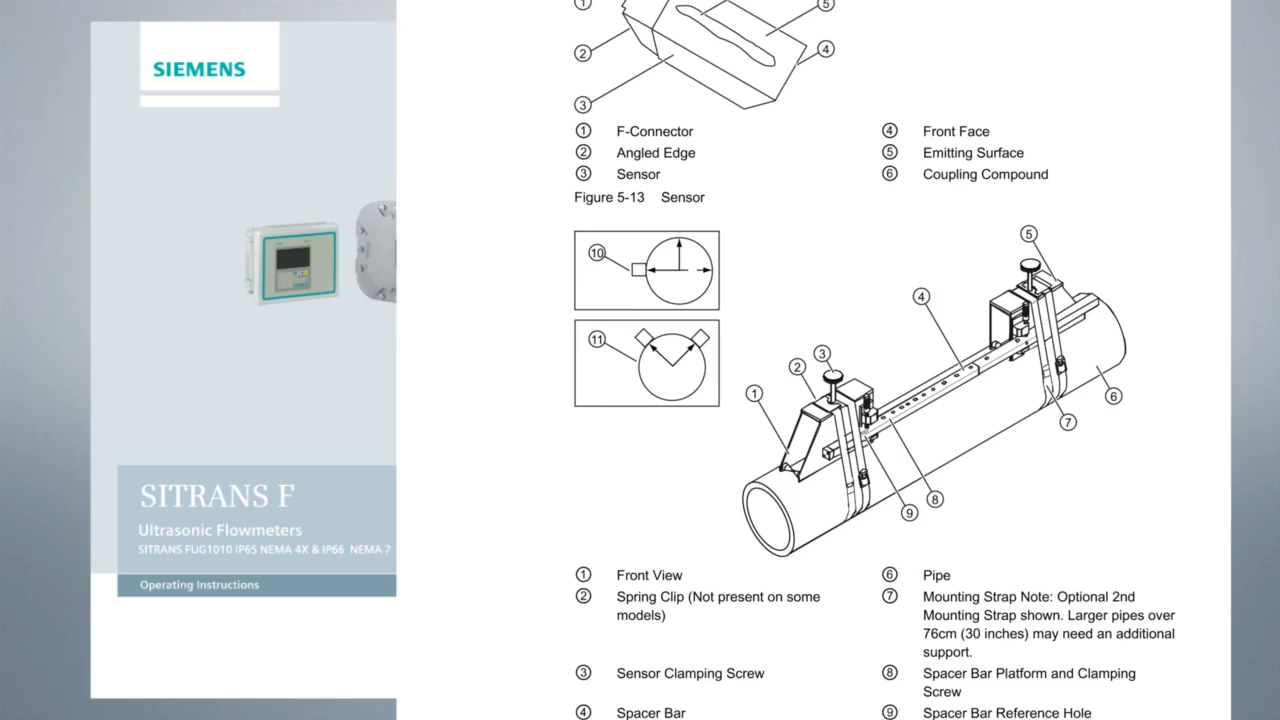 SIEMENS
SITRANS F
Ultrasonic Flowmeters
SITRANS FUG1010 IP65 NEMA 4X & IP66 NEMA 7
Operating Instructions
1
2
3
5
4
1 F-Connector
2 Angled Edge
3 Sensor
4 Front Face
5 Emitting Surface
6 Coupling Compound
Figure 5-13 Sensor
10
11
1
2
3
4
5
6
7
8
9
1 Front View
2 Spring Clip (Not present on some
models)
3 Sensor Clamping Screw
4 Spacer Bar
6 Pipe
7 Mounting Strap Note: Optional 2nd
Mounting Strap shown. Larger pipes over
76cm (30 inches) may need an additional
support.
8 Spacer Bar Platform and Clamping
Screw
9 Spacer Bar Reference Hole